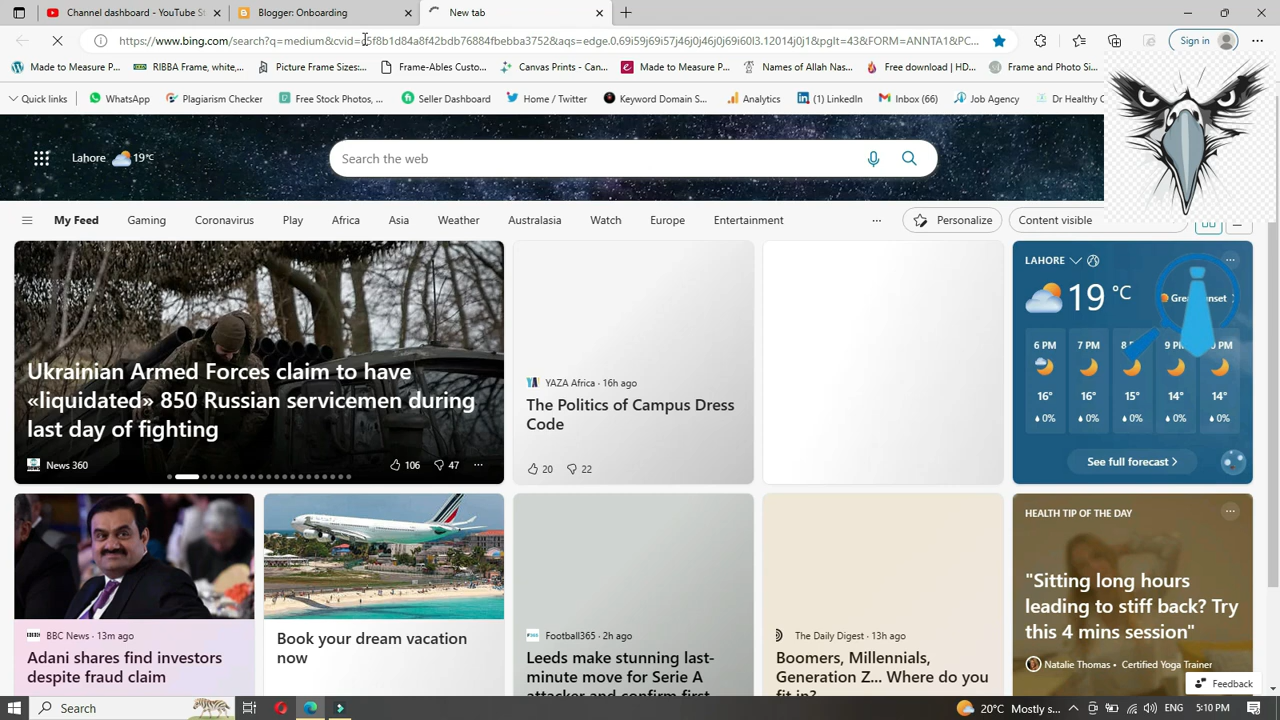 Channel dashboard - YouTube St
Blogger: Onboarding
New tab
https://www.bing.com/search?q=medium&cvid=c5f8b1d84a8f42bdb76884fbebba3752&aqs=edge.0.69i59j69i57j46j0j46j0j69i60l3.12014j0j1&pglt=43&FORM=ANNTA1&PC...
Sign in
Made to Measure P...
RIBBA Frame, white,...
Picture Frame Sizes:...
Frame-Ables Custo...
Canvas Prints - Can...
Made to Measure P...
Names of Allah Nas...
Free download | HD...
Frame and Photo Si...
Quick links
WhatsApp
Plagiarism Checker
Free Stock Photos, ...
Seller Dashboard
Home / Twitter
Keyword Domain S...
Analytics
(1) LinkedIn
Inbox (66)
Job Agency
Dr Healthy
Lahore
19°C
Search the web
My Feed
Gaming
Coronavirus
Play
Africa
Asia
Weather
Australasia
Watch
Europe
Entertainment
...
Personalize
Content visible
Ukrainian Armed Forces claim to have
«liquidated» 850 Russian servicemen during
last day of fighting
News 360
106
47
YAZA Africa · 16h ago
The Politics of Campus Dress
Code
20
22
LAHORE
19 °C
6 PM
7 PM
9 P
PM
16°
16°
15°
14°
14°
0%
0%
0%
0%
0%
See full forecast
BBC News · 13m ago
Adani shares find investors
despite fraud claim
Book your dream vacation
now
Football365 · 2h ago
Leeds make stunning last-
minute move for Serie A
attacker and confirm first
The Daily Digest · 13h ago
Boomers, Millennials,
Generation Z... Where do you
fit in?
HEALTH TIP OF THE DAY
"Sitting long hours
leading to stiff back? Try
this 4 mins session"
Natalie Thomas • Certified Yoga Trainer
Feedback
Search
20°C Mostly s...
ENG
5:10 PM